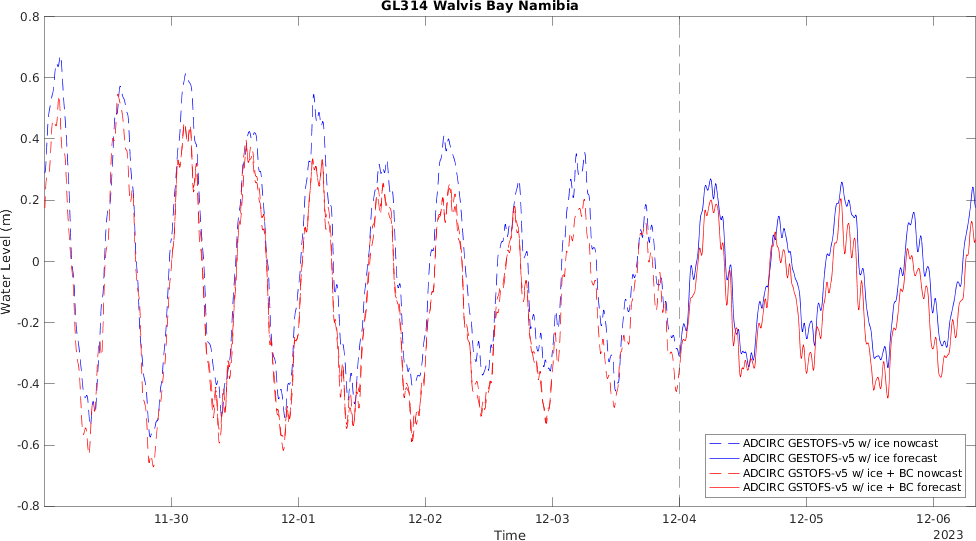 GL314 Walvis Bay Namibia
0.8
0.6
0.4
0.2
0
-0.2
-0.4
-0.6
-0.8
Water Level (m)
ADCIRC GESTOFS-v5 w/ ice nowcast
ADCIRC GESTOFS-v5 w/ ice forecast
ADCIRC GSTOFS-v5 w/ ice + BC nowcast
ADCIRC GSTOFS-v5 w/ ice + BC forecast
11-30 12-01 12-02 12-03 12-04 12-05 12-06
Time 2023